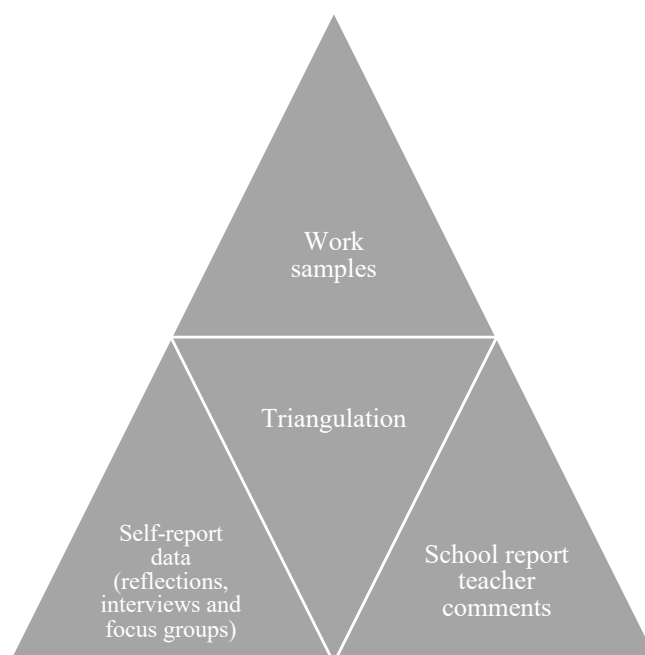 Work
samples
Triangulation
Self-report
data
(reflections,
interviews and
focus groups)
School report
teacher
comments